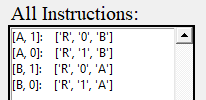 All Instructions:
[A, 1]: ['R', '0', 'B']
[A, 0]: ['R', '1', 'B']
[B, 1]: ['R', '0', 'A']
[B, 0]: ['R', '1', 'A']